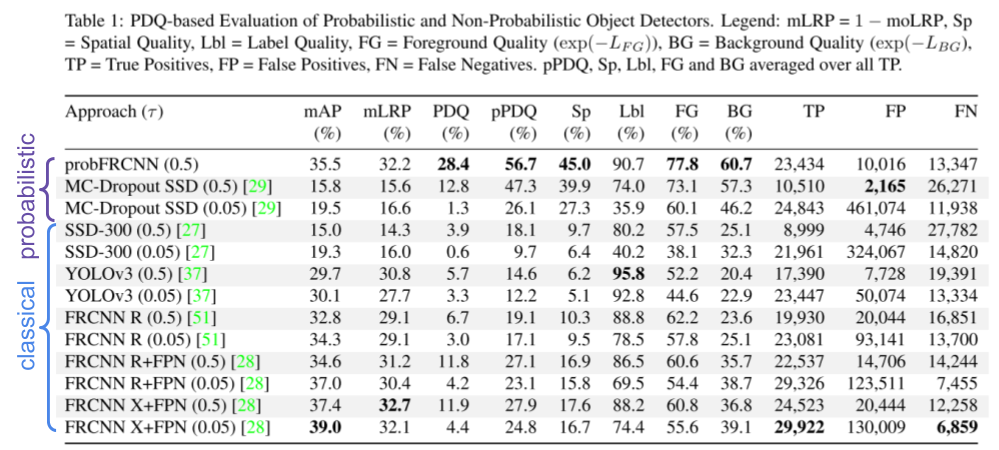 Table 1: PDQ-based Evaluation of Probabilistic and Non-Probabilistic Object Detectors. Legend: mLRP = 1 − moLRP, Sp
= Spatial Quality, Lbl = Label Quality, FG = Foreground Quality (exp(−L_FG)), BG = Background Quality (exp(−L_BG),
TP = True Positives, FP = False Positives, FN = False Negatives. pPDQ, Sp, Lbl, FG and BG averaged over all TP.
Approach (τ) mAP mLRP PDQ pPDQ Sp Lbl FG BG TP FP FN
(%) (%) (%) (%) (%) (%) (%) (%)
probabilistic
probFRCNN (0.5) 35.5 32.2 28.4 56.7 45.0 90.7 77.8 60.7 23,434 10,016 13,347
MC-Dropout SSD (0.5) [29] 15.8 15.6 12.8 47.3 39.9 74.0 73.1 57.3 10,510 2,165 26,271
MC-Dropout SSD (0.05) [29] 19.5 16.6 1.3 26.1 27.3 35.9 60.1 46.2 24,843 461,074 11,938
classical
SSD-300 (0.5) [27] 15.0 14.3 3.9 18.1 9.7 80.2 57.5 25.1 8,999 4,746 27,782
SSD-300 (0.05) [27] 19.3 16.0 0.6 9.7 6.4 40.2 38.1 32.3 21,961 324,067 14,820
YOLOv3 (0.5) [37] 29.7 30.8 5.7 14.6 6.2 95.8 52.2 20.4 17,390 7,728 19,391
YOLOv3 (0.05) [37] 30.1 27.7 3.3 12.2 5.1 92.8 44.6 22.9 23,447 50,074 13,334
FRCNN R (0.5) [51] 32.8 29.1 6.7 19.1 10.3 88.8 62.2 23.6 19,930 20,044 16,851
FRCNN R (0.05) [51] 34.3 29.1 3.0 17.1 9.5 78.5 57.8 25.1 23,081 93,141 13,700
FRCNN R+FPN (0.5) [28] 34.6 31.2 11.8 27.1 16.9 86.5 60.6 35.7 22,537 14,706 14,244
FRCNN R+FPN (0.05) [28] 37.0 30.4 4.2 23.1 15.8 69.5 54.4 38.7 29,326 123,511 7,455
FRCNN X+FPN (0.5) [28] 37.4 32.7 11.9 27.9 17.6 88.2 60.8 36.8 24,523 20,444 12,258
FRCNN X+FPN (0.05) [28] 39.0 32.1 4.4 24.8 16.7 74.4 55.6 39.1 29,922 130,009 6,859